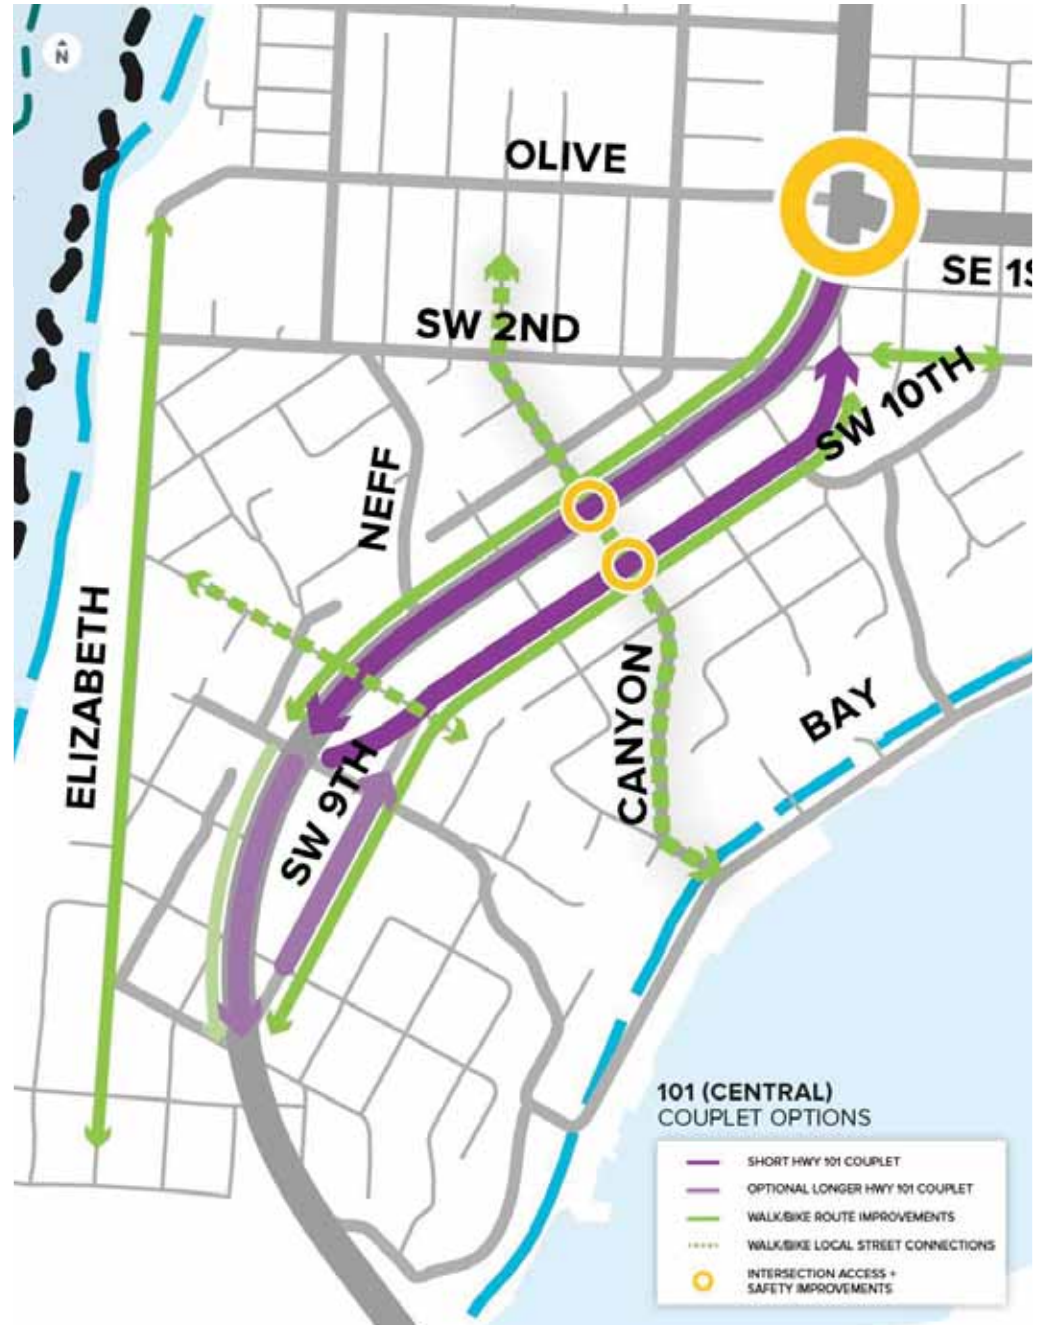 N
OLIVE
SE 1S
SW 2ND
SW 10TH
NEFF
ELIZABETH
CANYON
BAY
SW 9TH
101 (CENTRAL)
COUPLET OPTIONS
SHORT HWY 101 COUPLET
OPTIONAL LONGER HWY 101 COUPLET
WALK/BIKE ROUTE IMPROVEMENTS
WALK/BIKE LOCAL STREET CONNECTIONS
INTERSECTION ACCESS +
SAFETY IMPROVEMENTS